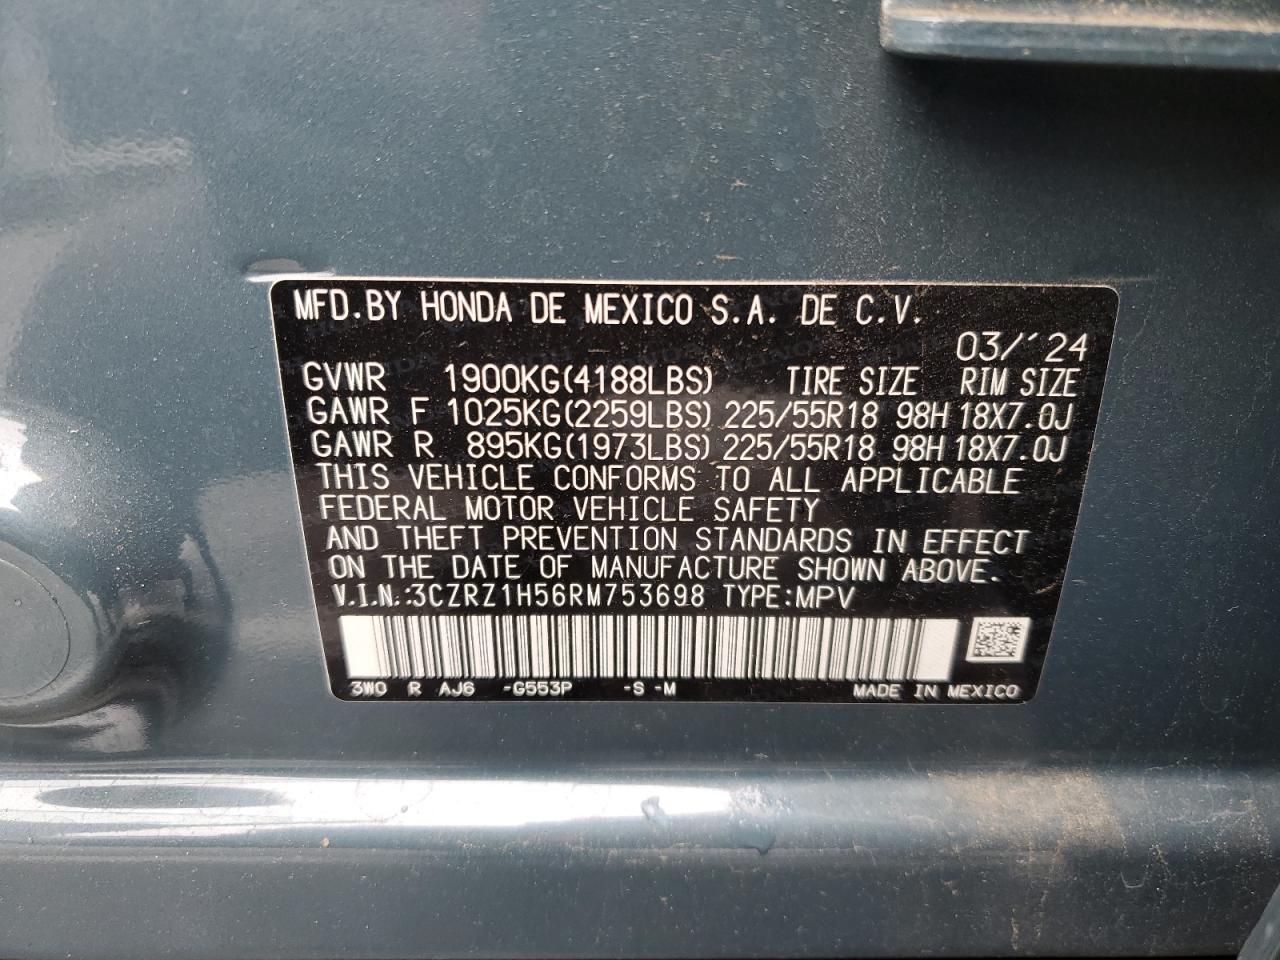 MFD.BY HONDA DE MEXICO S.A. DE C.V.
03/´24
GVWR 1900KG(4188LBS) TIRE SIZE RIM SIZE
GAWR F 1025KG(2259LBS) 225/55R18 98H 18X7.0J
GAWR R 895KG(1973LBS) 225/55R18 98H 18X7.0J
THIS VEHICLE CONFORMS TO ALL APPLICABLE
FEDERAL MOTOR VEHICLE SAFETY
AND THEFT PREVENTION STANDARDS IN EFFECT
ON THE DATE OF MANUFACTURE SHOWN ABOVE.
V.I.N.:3CZRZ1H56RM753698 TYPE:MPV
3W0 R AJ6 -G553P -S -M MADE IN MEXICO